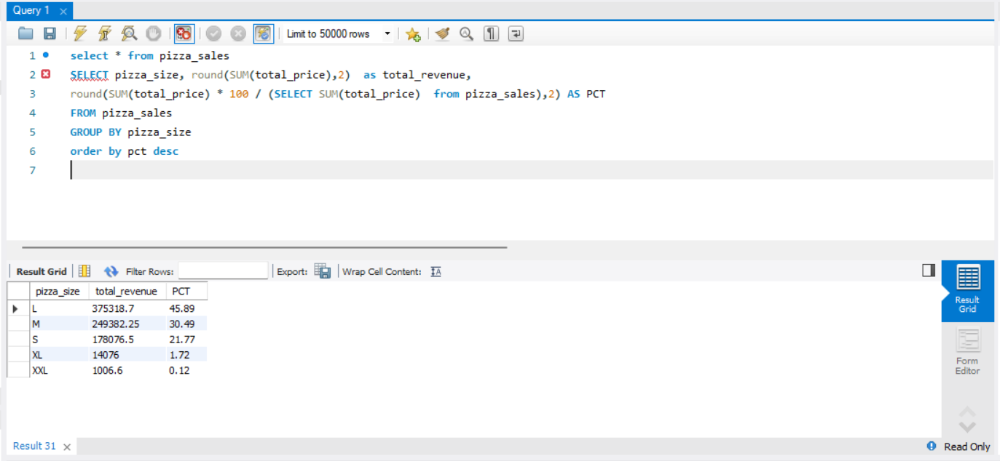 Query 1
Limit to 50000 rows
1 select * from pizza_sales
2 SELECT pizza_size, round(SUM(total_price),2)  as total_revenue,
3 round(SUM(total_price) * 100 / (SELECT SUM(total_price)  from pizza_sales),2) AS PCT
4 FROM pizza_sales
5 GROUP BY pizza_size
6 order by pct desc
7
Result Grid Filter Rows: Export: Wrap Cell Content:
pizza_size total_revenue PCT
L 375318.7 45.89
M 249382.25 30.49
S 178076.5 21.77
XL 14076 1.72
XXL 1006.6 0.12
Result
Grid
Form
Editor
Result 31 Read Only